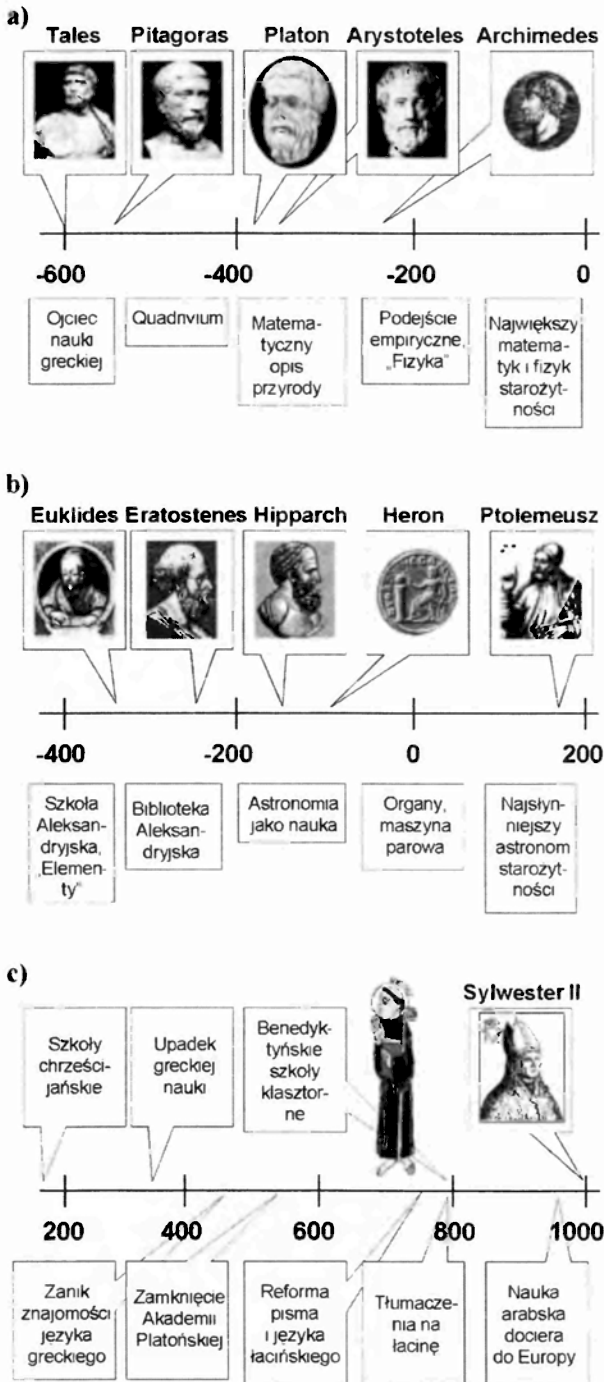 a)
Tales Pitagoras Platon Arystoteles Archimedes
-600 -400 -200 0
Ojciec
nauki
greckiej
Quadrivium
Matema-
tyczny
opis
przyrody
Podejście
empiryczne,
„Fizyka"
Największy
matema-
tyk i fizyk
starożyt-
ności
b)
Euklides Eratostenes Hipparch Heron Ptolemeusz
-400 -200 0 200
Szkoła
Aleksan-
dryjska,
„Elemen-
ty"
Biblioteka
Aleksan-
dryjska
Astronomia
jako nauka
Organy,
maszyna
parowa
Najsłyn-
niejszy
astronom
starożyt-
ności
c)
Sylwester II
Szkoły
chrześci-
jańskie
Upadek
greckiej
nauki
Benedyk-
tyńskie
szkoły
klasztor-
ne
200 400 600 800 1000
Zanik
znajomości
języka
greckiego
Zamknięcie
Akademii
Platońskiej
Reforma
pisma
i języka
łacińskiego
Tłumacze-
nia na
łacinę
Nauka
arabska
dociera
do Europy